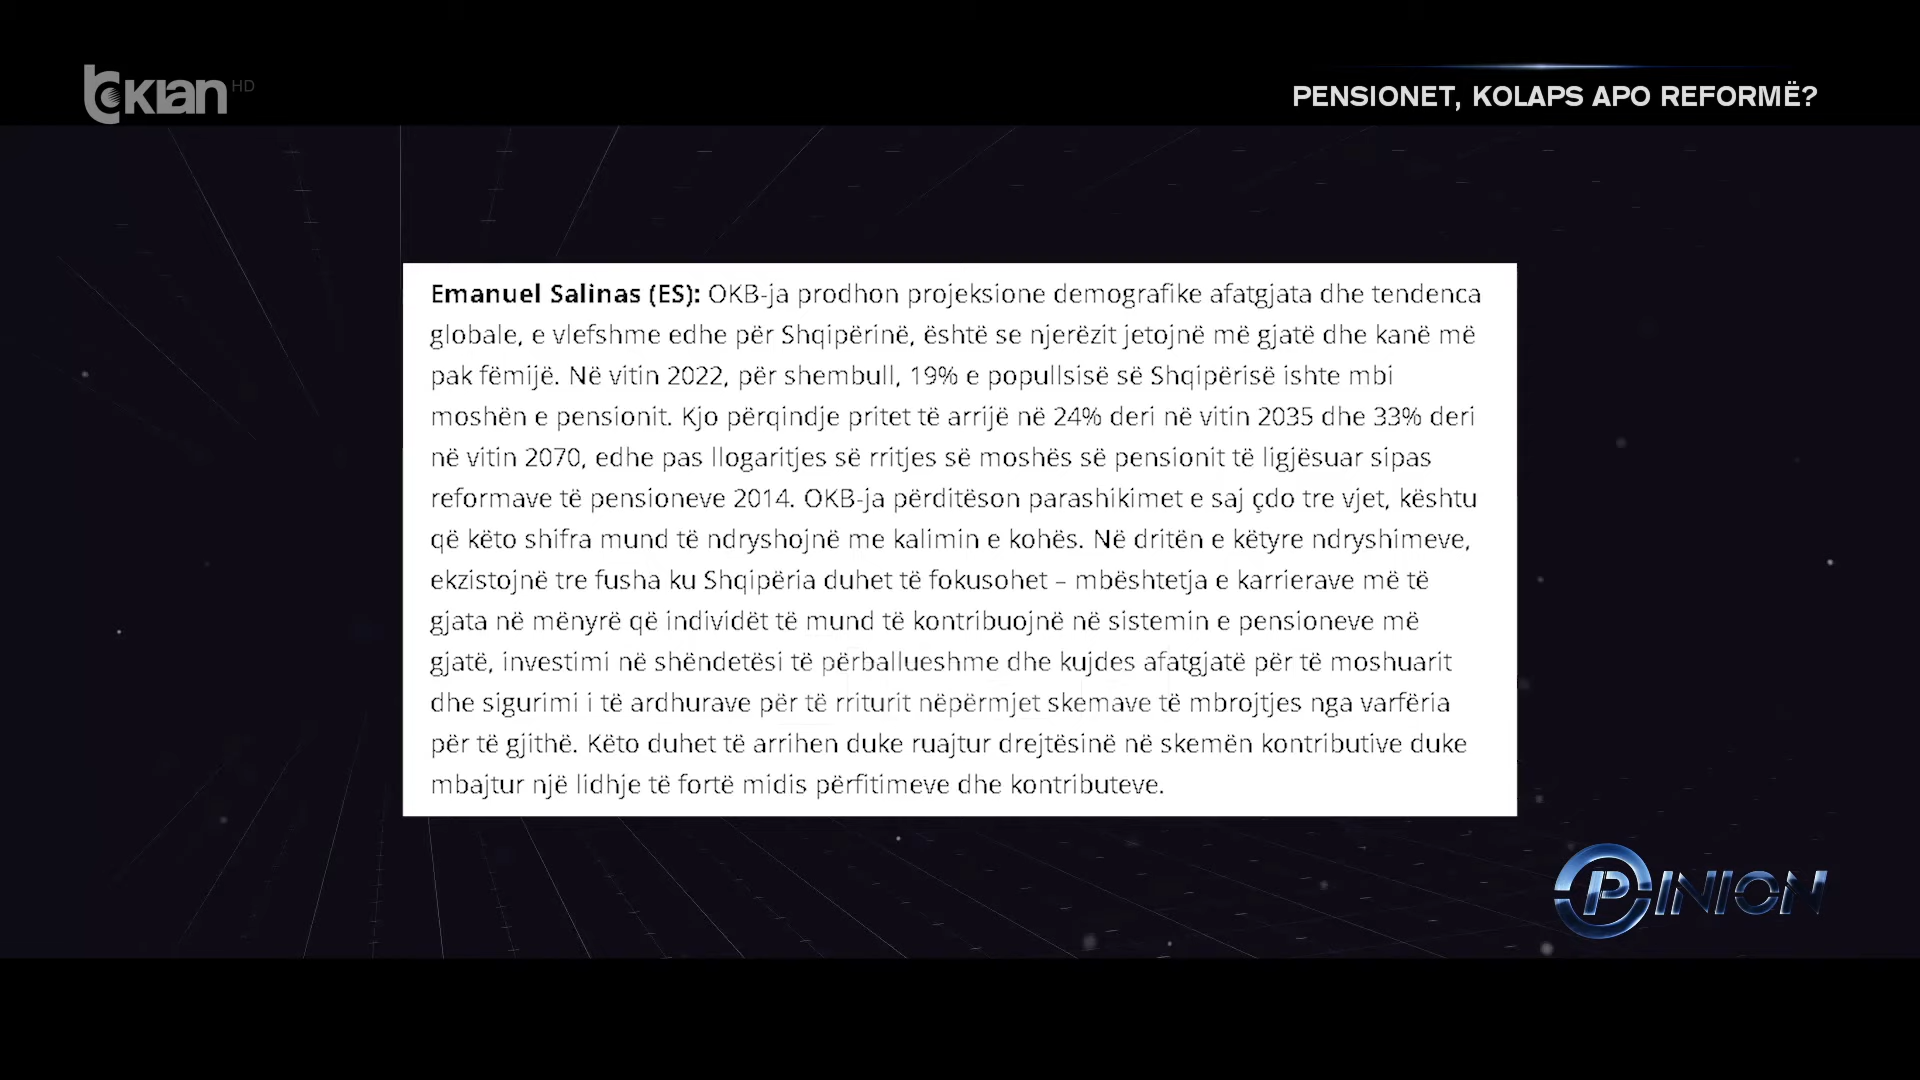 tvklan HD
PENSIONET, KOLAPS APO REFORMË?
Emanuel Salinas (ES): OKB-ja prodhon projeksione demografike afatgjata dhe tendenca
globale, e vlefshme edhe për Shqipërinë, është se njerëzit jetojnë më gjatë dhe kanë më
pak fëmijë. Në vitin 2022, për shembull, 19% e popullsisë së Shqipërisë ishte mbi
moshën e pensionit. Kjo përqindje pritet të arrijë në 24% deri në vitin 2035 dhe 33% deri
në vitin 2070, edhe pas llogaritjes së rritjes së moshës së pensionit të ligjësuar sipas
reformave të pensioneve 2014. OKB-ja përditëson parashikimet e saj çdo tre vjet, kështu
që këto shifra mund të ndryshojnë me kalimin e kohës. Në dritën e këtyre ndryshimeve,
ekzistojnë tre fusha ku Shqipëria duhet të fokusohet – mbështetja e karrierave më të
gjata në mënyrë që individët të mund të kontribuojnë në sistemin e pensioneve më
gjatë, investimi në shëndetësi të përballueshme dhe kujdes afatgjatë për të moshuarit
dhe sigurimi i të ardhurave për të rriturit nëpërmjet skemave të mbrojtjes nga varfëria
për të gjithë. Këto duhet të arrihen duke ruajtur drejtësinë në skemën kontributive duke
mbajtur një lidhje të fortë midis përfitimeve dhe kontributeve.
OPINION